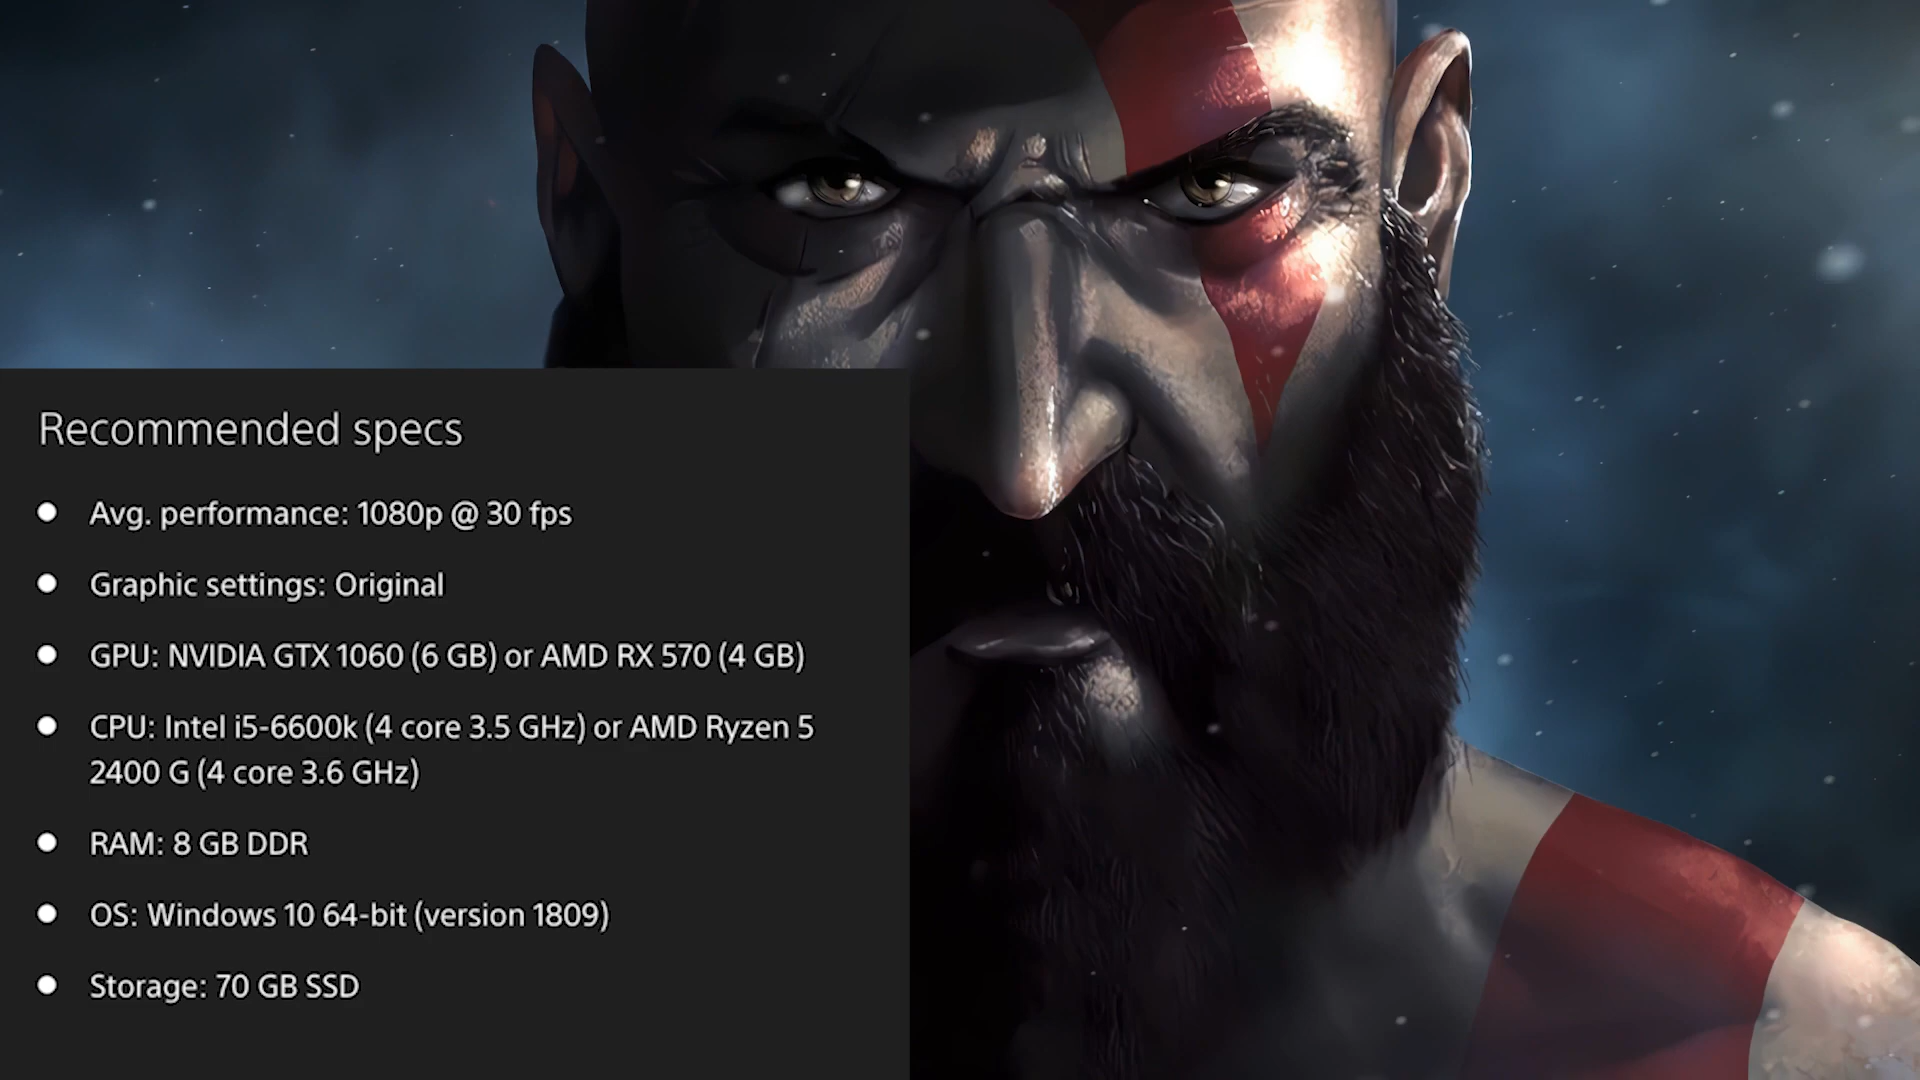 Recommended specs
Avg. performance: 1080p @ 30 fps
Graphic settings: Original
GPU: NVIDIA GTX 1060 (6 GB) or AMD RX 570 (4 GB)
CPU: Intel i5-6600k (4 core 3.5 GHz) or AMD Ryzen 5
2400 G (4 core 3.6 GHz)
RAM: 8 GB DDR
OS: Windows 10 64-bit (version 1809)
Storage: 70 GB SSD